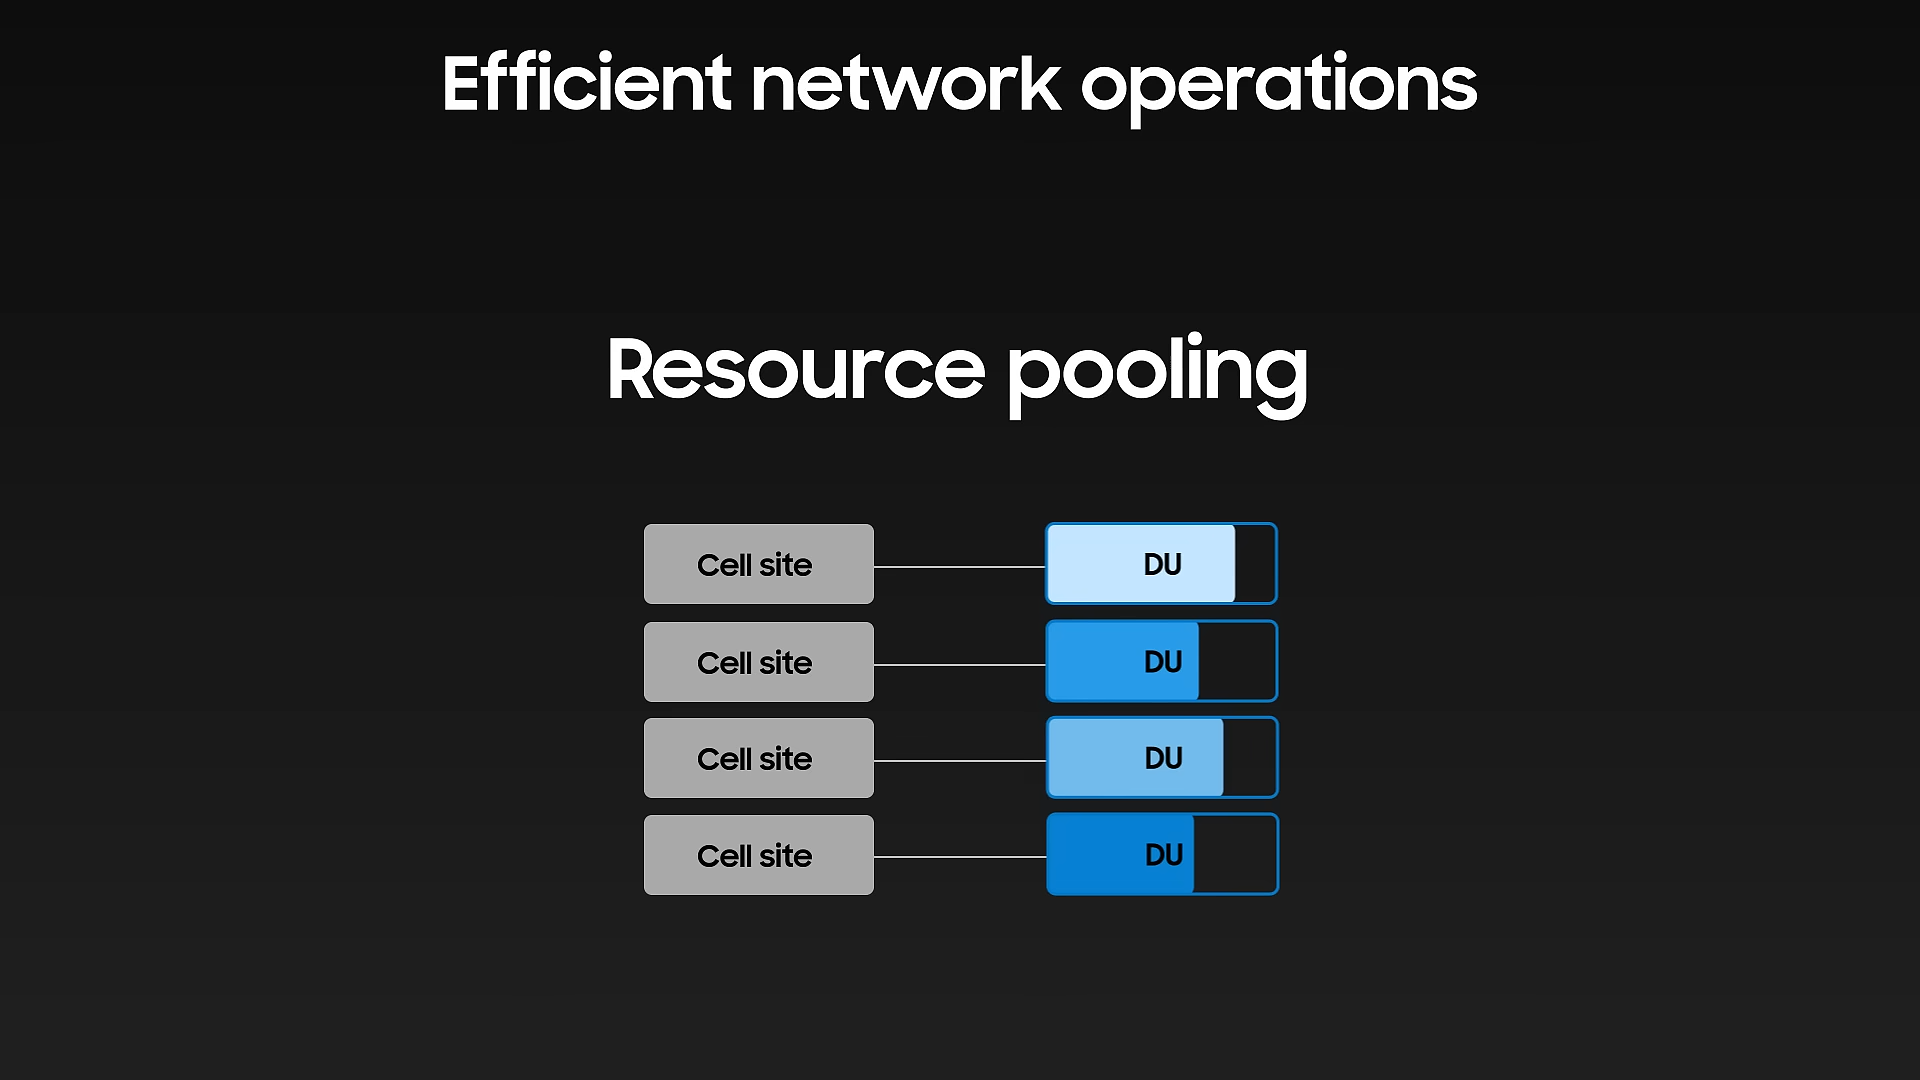 Efficient network operations
Resource pooling
Cell site DU
Cell site DU
Cell site DU
Cell site DU